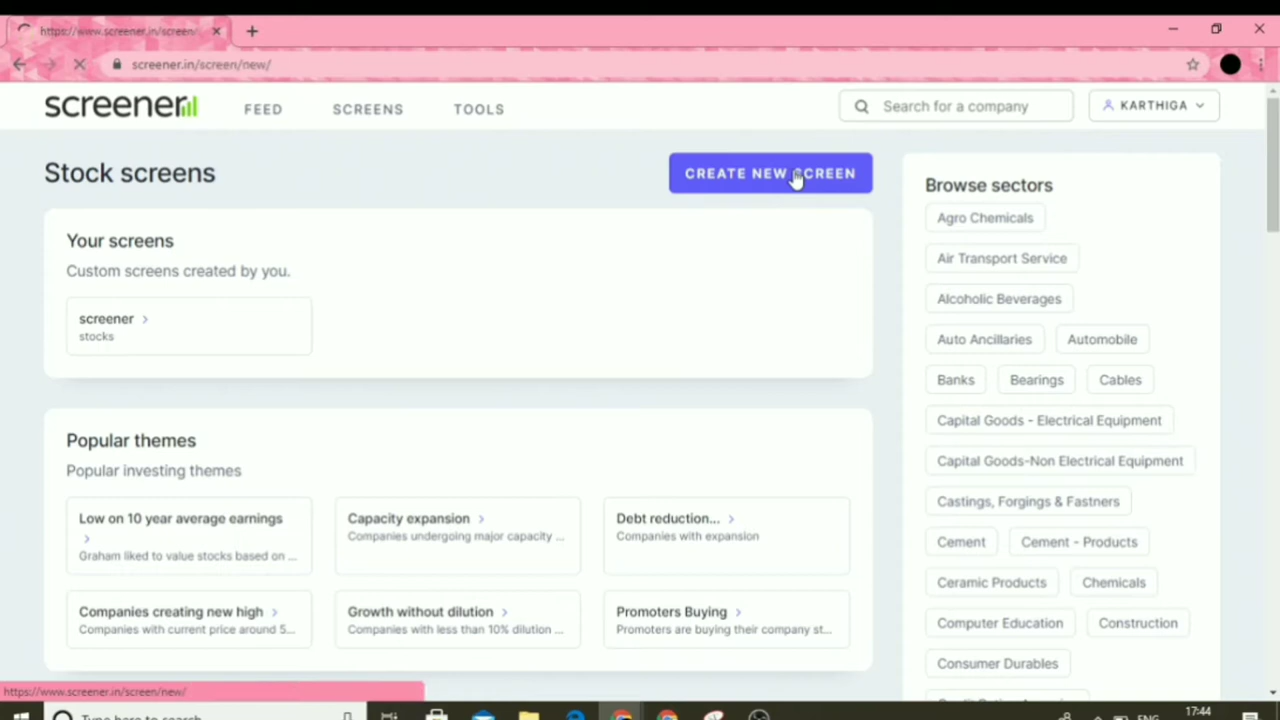 https://www.screener.in/screen/
screener.in/screen/new/
screener
FEED
SCREENS
TOOLS
Search for a company
KARTHIGA
Stock screens
CREATE NEW SCREEN
Your screens
Custom screens created by you.
screener
stocks
Popular themes
Popular investing themes
Low on 10 year average earnings
Graham liked to value stocks based on ...
Capacity expansion
Companies undergoing major capacity ...
Debt reduction...
Companies with expansion
Companies creating new high
Companies with current price around 5...
Growth without dilution
Companies with less than 10% dilution ...
Promoters Buying
Promoters are buying their company st...
Browse sectors
Agro Chemicals
Air Transport Service
Alcoholic Beverages
Auto Ancillaries
Automobile
Banks
Bearings
Cables
Capital Goods - Electrical Equipment
Capital Goods-Non Electrical Equipment
Castings, Forgings & Fastners
Cement
Cement - Products
Ceramic Products
Chemicals
Computer Education
Construction
Consumer Durables
https://www.screener.in/screen/new/
Type here to search
ENG
17:44